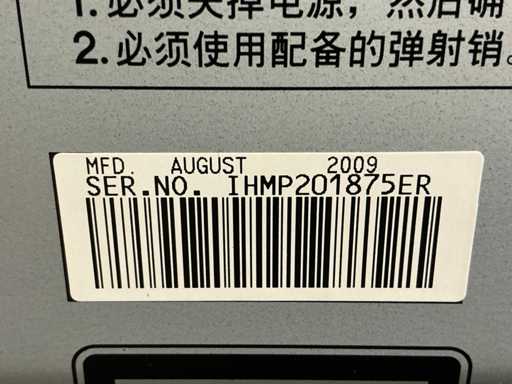 1.必须关掉电源，然后确
2.必须使用配备的弹射销。
MFD. AUGUST 2009
SER.NO. IHMP201875ER